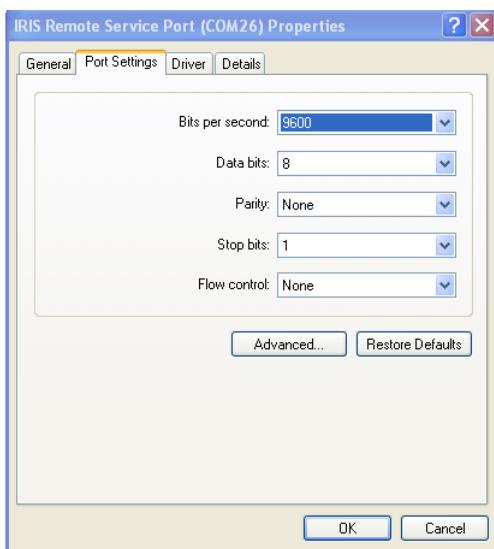 IRIS Remote Service Port (COM26) Properties
General Port Settings Driver Details
Bits per second: 9600
Data bits: 8
Parity: None
Stop bits: 1
Flow control: None
Advanced... Restore Defaults
OK Cancel